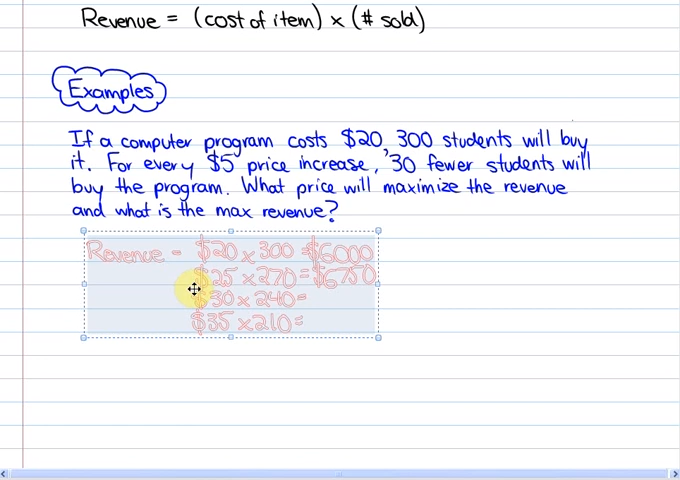 Revenue = (cost of item) × (# sold)
Examples
If a computer program costs $20, 300 students will buy
it. For every $5 price increase, 30 fewer students will
buy the program. What price will maximize the revenue
and what is the max revenue?
Revenue = $20 × 300 = $6000
$25 × 270 = $6750
$30 × 240 =
$35 × 210 =